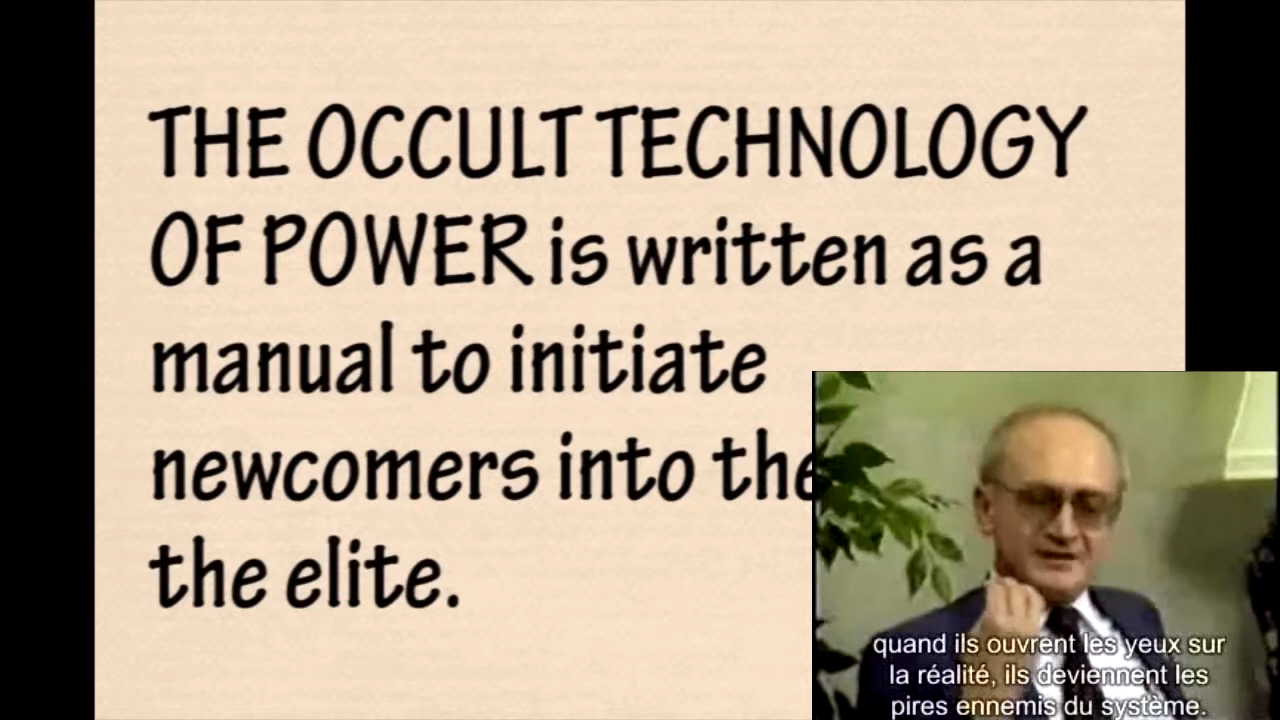 THE OCCULT TECHNOLOGY
OF POWER is written as a
manual to initiate
newcomers into the
the elite.
quand ils ouvrent les yeux sur
la réalité, ils deviennent les
pires ennemis du système.